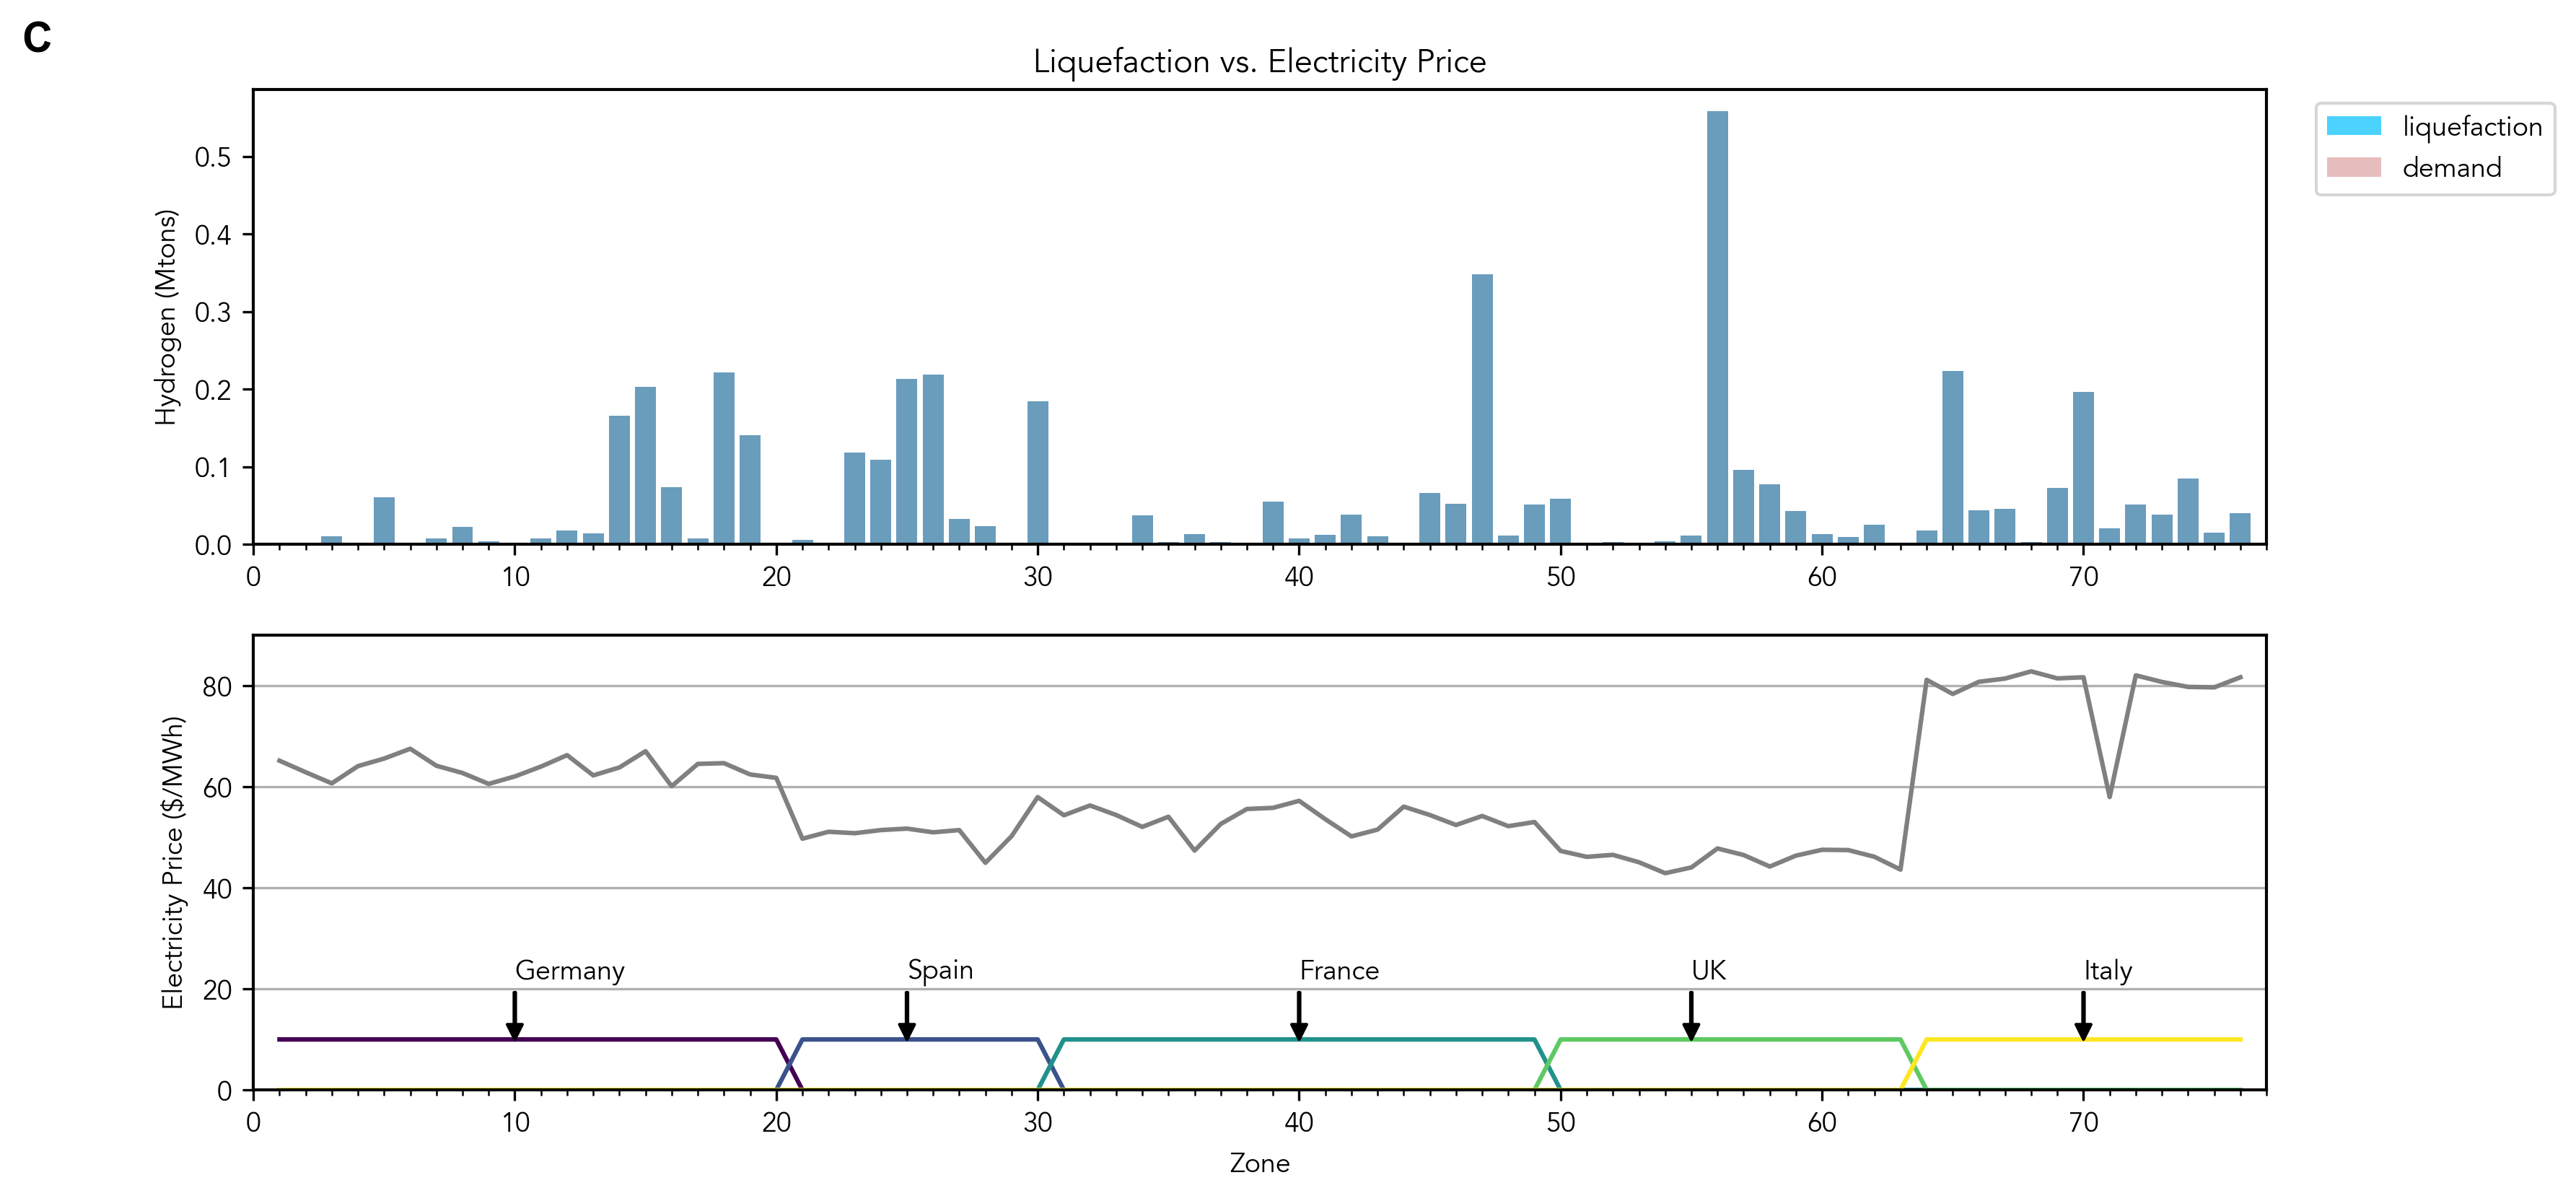 C
Liquefaction vs. Electricity Price
liquefaction
demand
Hydrogen (Mtons)
0.5
0.4
0.3
0.2
0.1
0.0
0 10 20 30 40 50 60 70
Electricity Price ($/MWh)
80
60
40
20
0
Germany Spain France UK Italy
0 10 20 30 40 50 60 70
Zone